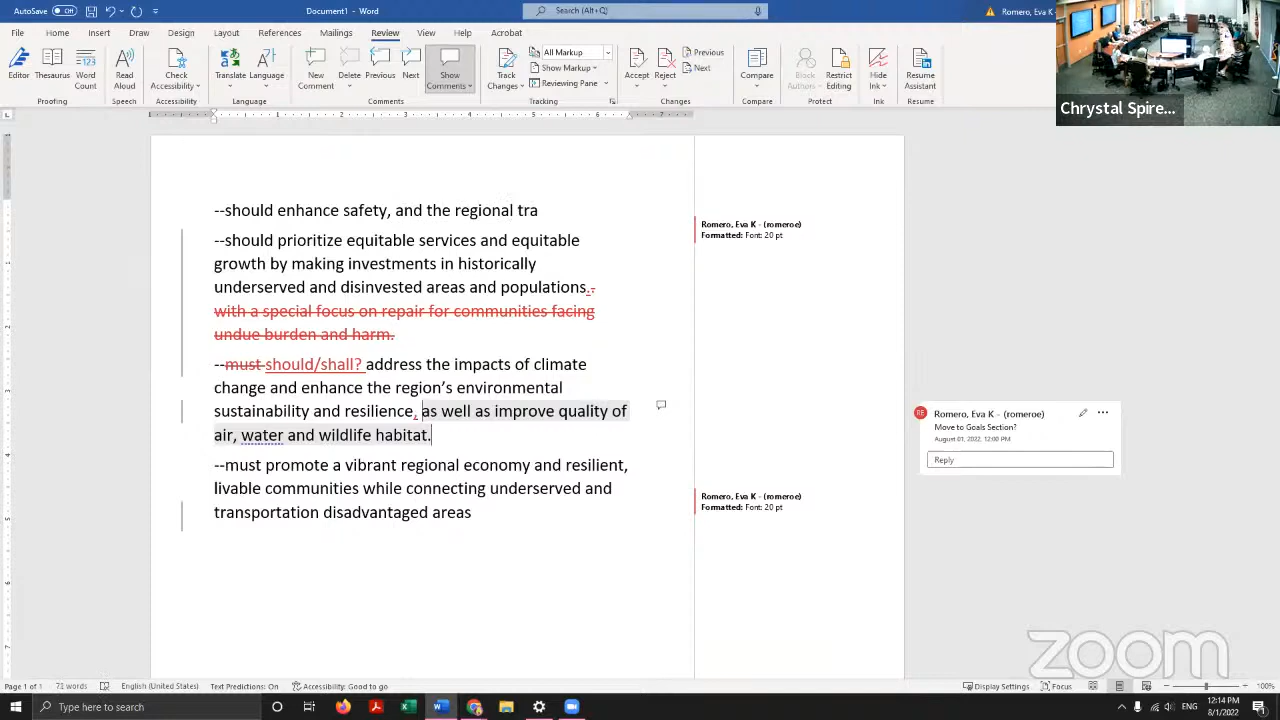 AutoSave Off Document1 - Word Search (Alt+Q) Romero, Eva K
File Home Insert Draw Design Layout References Mailings Review View Help Acrobat
Editor Thesaurus Word Count Read Aloud Check Accessibility Translate Language New Comment Delete Previous Next Show Comments Track Changes All Markup Show Markup Reviewing Pane Accept Reject Previous Next Compare Block Authors Restrict Editing Hide Ink Resume Assistant
Proofing Speech Accessibility Language Comments Tracking Changes Compare Protect Ink Resume
Chrystal Spire...
--should enhance safety, and the regional tra
--should prioritize equitable services and equitable
growth by making investments in historically
underserved and disinvested areas and populations.,
with a special focus on repair for communities facing
undue burden and harm.
--must should/shall? address the impacts of climate
change and enhance the region's environmental
sustainability and resilience, as well as improve quality of
air, water and wildlife habitat.
--must promote a vibrant regional economy and resilient,
livable communities while connecting underserved and
transportation disadvantaged areas
Romero, Eva K - (romeroe)
Formatted: Font: 20 pt
Romero, Eva K - (romeroe)
Formatted: Font: 20 pt
RE Romero, Eva K - (romeroe)
Move to Goals Section?
August 01, 2022, 12:00 PM
Reply
zoom
Page 1 of 1 73 words English (United States) Text Predictions: On Accessibility: Good to go Display Settings Focus 100%
Type here to search 12:14 PM
8/1/2022